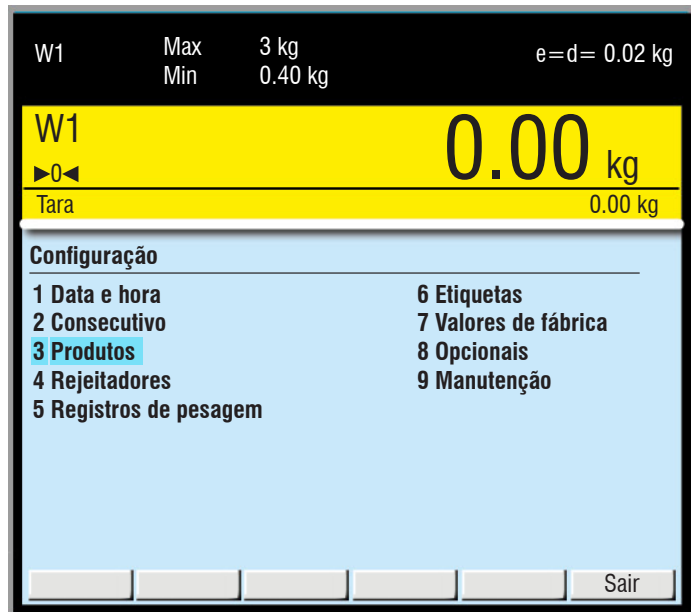 W1 Max 3 kg e=d= 0.02 kg
Min 0.40 kg
W1 0.00 kg
►0◄
Tara 0.00 kg
Configuração
1 Data e hora
2 Consecutivo
3 Produtos
4 Rejeitadores
5 Registros de pesagem
6 Etiquetas
7 Valores de fábrica
8 Opcionais
9 Manutenção
Sair